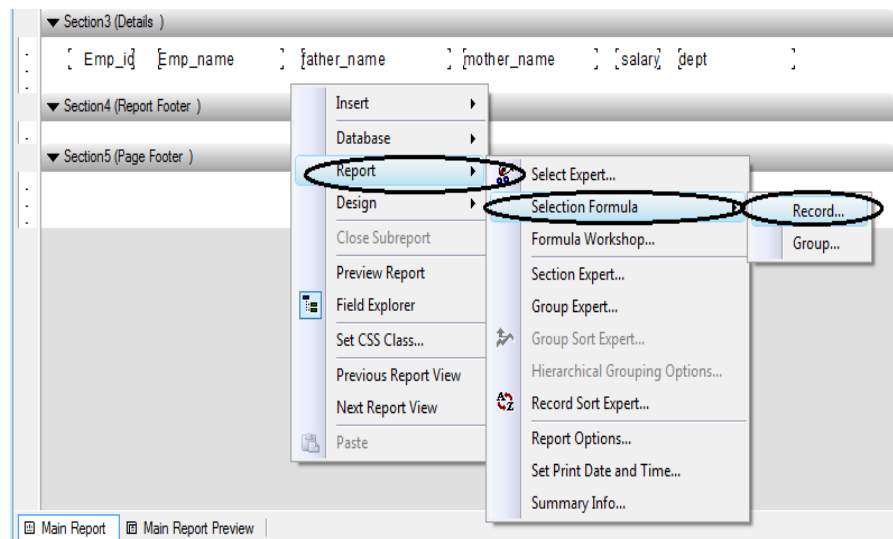 Section3 (Details )
Emp_id Emp_name father_name mother_name salary dept
Section4 (Report Footer )
Section5 (Page Footer )
Insert
Database
Report
Design
Close Subreport
Preview Report
Field Explorer
Set CSS Class...
Previous Report View
Next Report View
Paste
Select Expert...
Selection Formula
Formula Workshop...
Section Expert...
Group Expert...
Group Sort Expert...
Hierarchical Grouping Options...
Record Sort Expert...
Report Options...
Set Print Date and Time...
Summary Info...
Record...
Group...
Main Report Main Report Preview